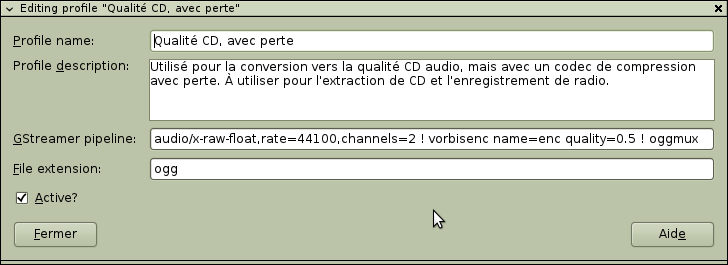 Editing profile "Qualité CD, avec perte"
Profile name:
Qualité CD, avec perte
Profile description:
Utilisé pour la conversion vers la qualité CD audio, mais avec un codec de compression
avec perte. À utiliser pour l'extraction de CD et l'enregistrement de radio.
GStreamer pipeline:
audio/x-raw-float,rate=44100,channels=2 ! vorbisenc name=enc quality=0.5 ! oggmux
File extension:
ogg
Active?
Fermer
Aide